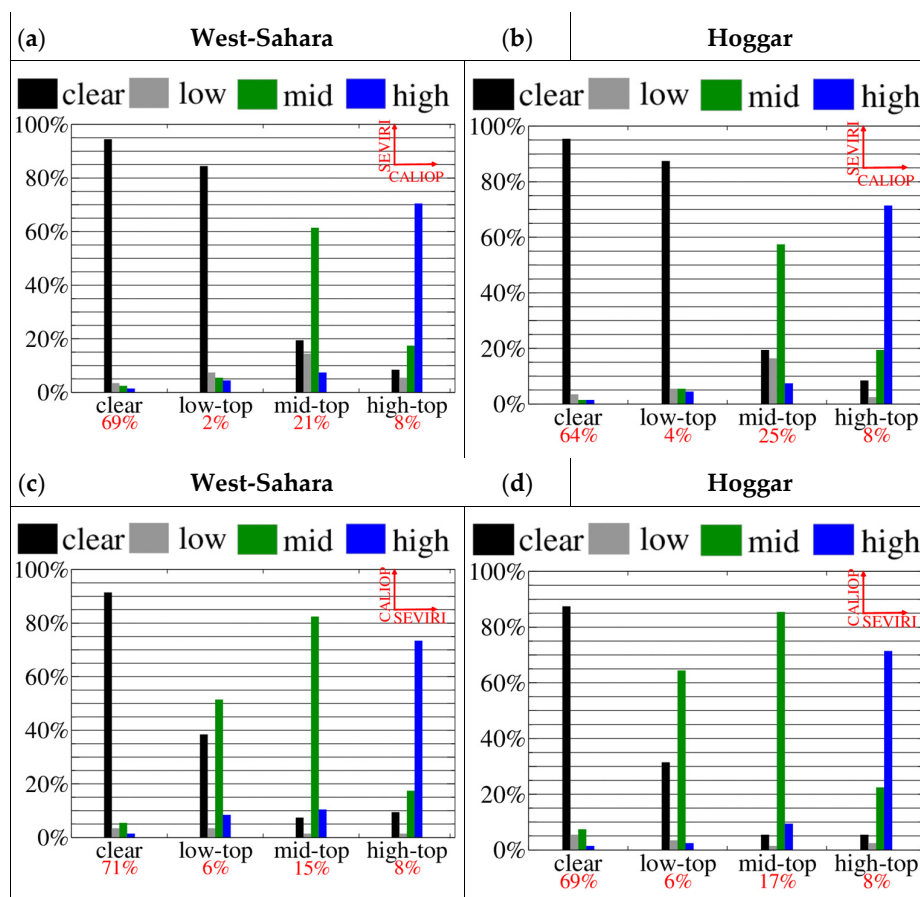 (a) West-Sahara
clear low mid high
100%
80%
60%
40%
20%
0%
SEVIRI
CALIOP
clear low-top mid-top high-top
69% 2% 21% 8%
(b) Hoggar
clear low mid high
100%
80%
60%
40%
20%
0%
SEVIRI
CALIOP
clear low-top mid-top high-top
64% 4% 25% 8%
(c) West-Sahara
clear low mid high
100%
80%
60%
40%
20%
0%
CALIOP
SEVIRI
clear low-top mid-top high-top
71% 6% 15% 8%
(d) Hoggar
clear low mid high
100%
80%
60%
40%
20%
0%
CALIOP
SEVIRI
clear low-top mid-top high-top
69% 6% 17% 8%